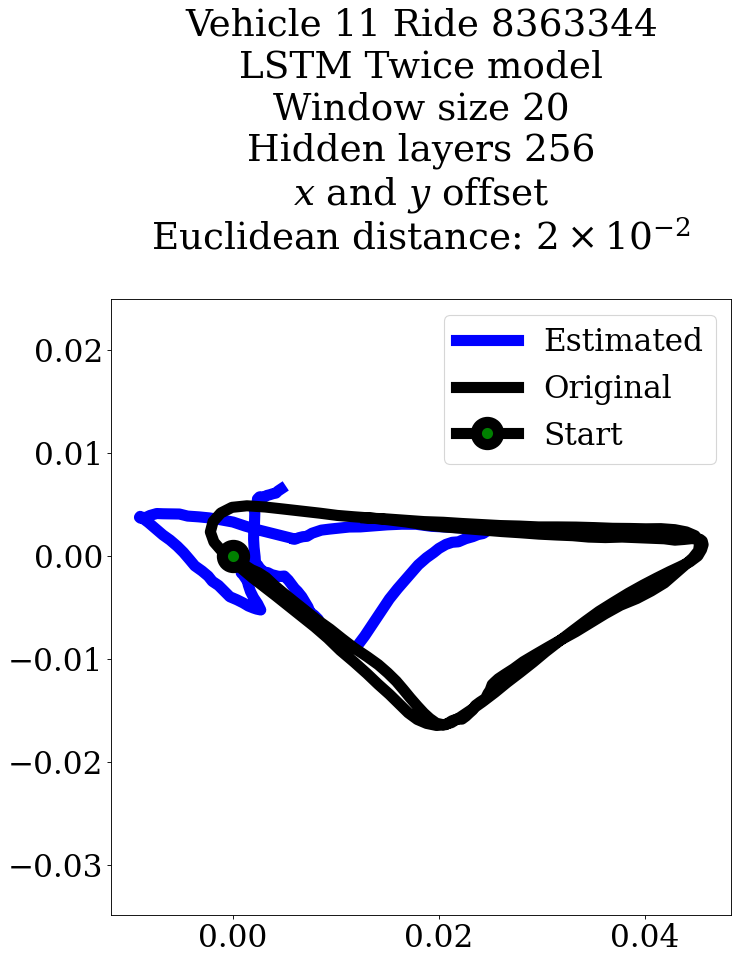 Vehicle 11 Ride 8363344
LSTM Twice model
Window size 20
Hidden layers 256
x and y offset
Euclidean distance: 2 × 10⁻²
Estimated
Original
Start
0.02
0.01
0.00
−0.01
−0.02
−0.03
0.00 0.02 0.04